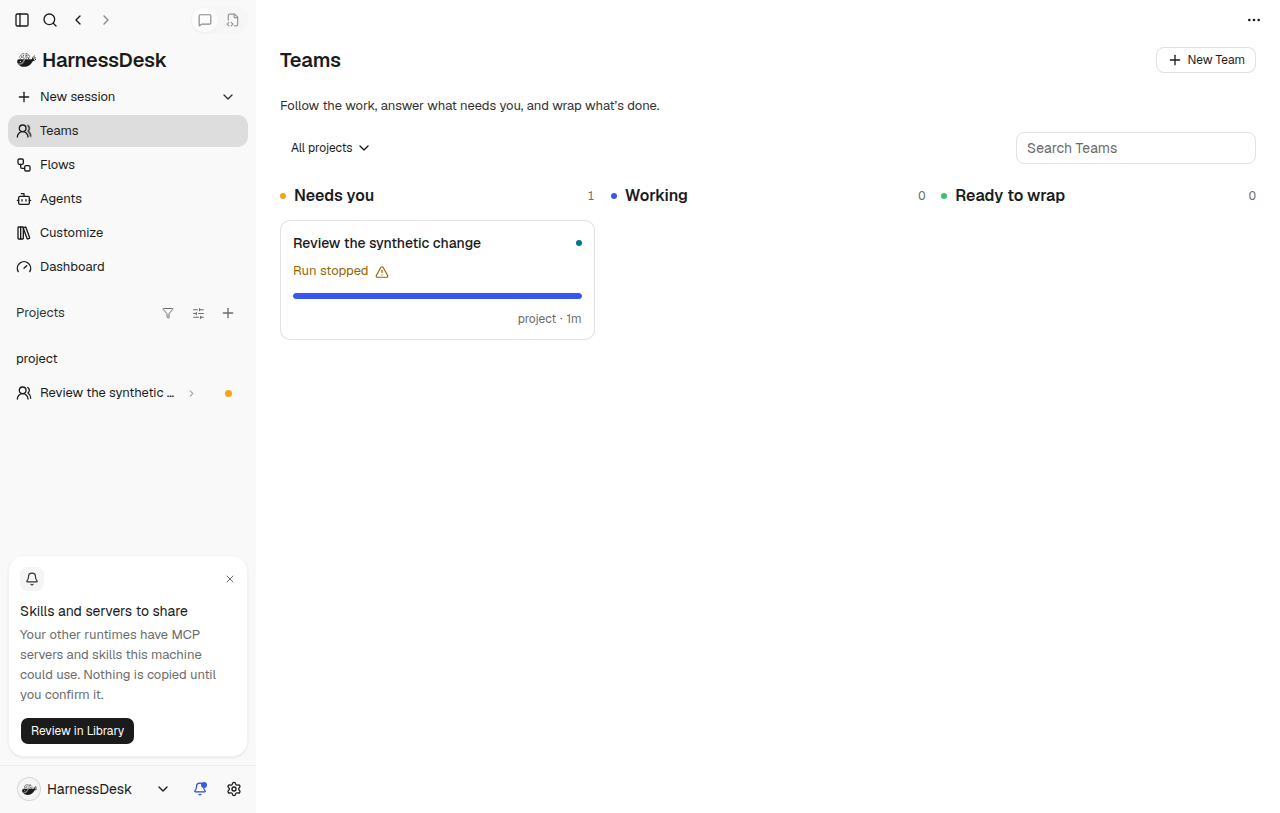 HarnessDesk
New session
Teams
Flows
Agents
Customize
Dashboard
Projects
project
Review the synthetic …
Skills and servers to share
Your other runtimes have MCP
servers and skills this machine
could use. Nothing is copied until
you confirm it.
Review in Library
HarnessDesk
Teams
New Team
Follow the work, answer what needs you, and wrap what's done.
All projects
Search Teams
Needs you 1
Working 0
Ready to wrap 0
Review the synthetic change
Run stopped
project · 1m